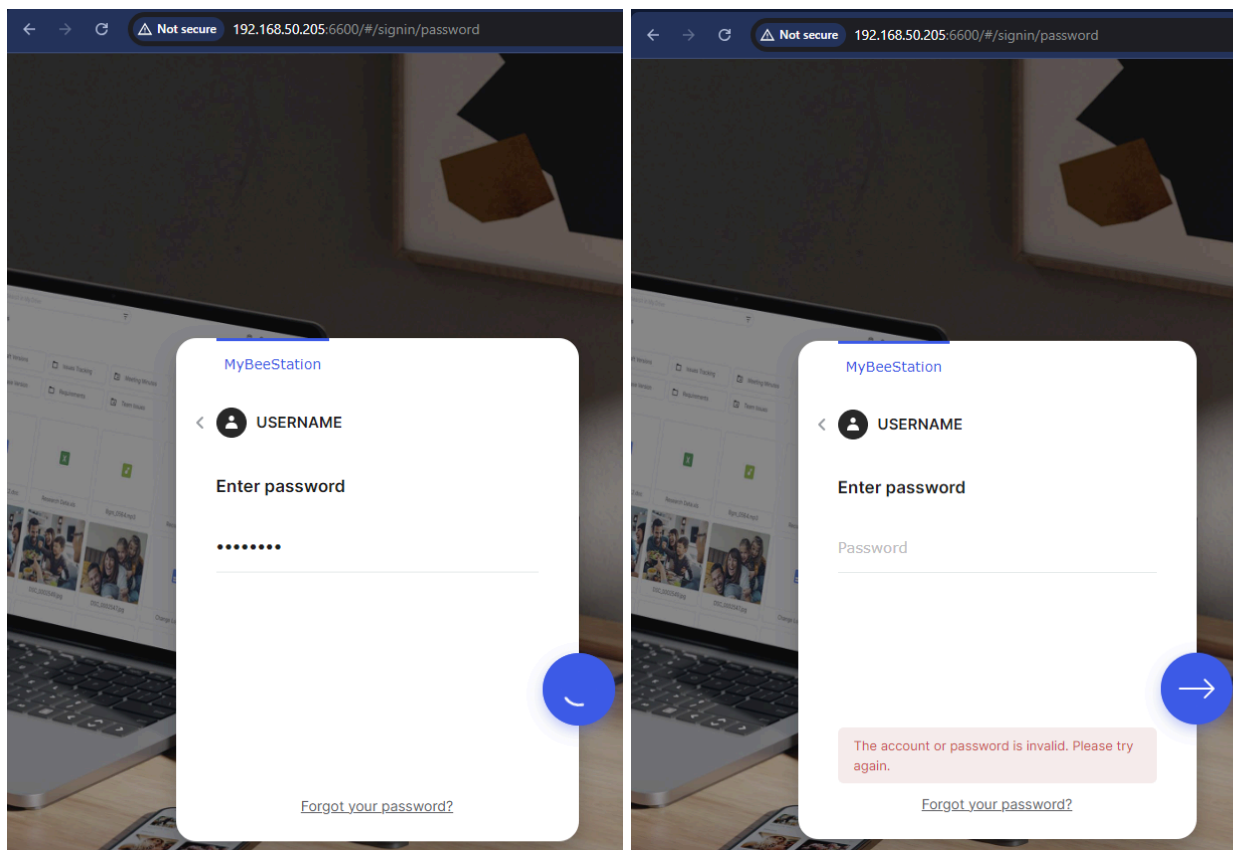 Not secure 192.168.50.205:6600/#/signin/password
MyBeeStation
USERNAME
Enter password
••••••••
Forgot your password?
Not secure 192.168.50.205:6600/#/signin/password
MyBeeStation
USERNAME
Enter password
Password
The account or password is invalid. Please try
again.
Forgot your password?